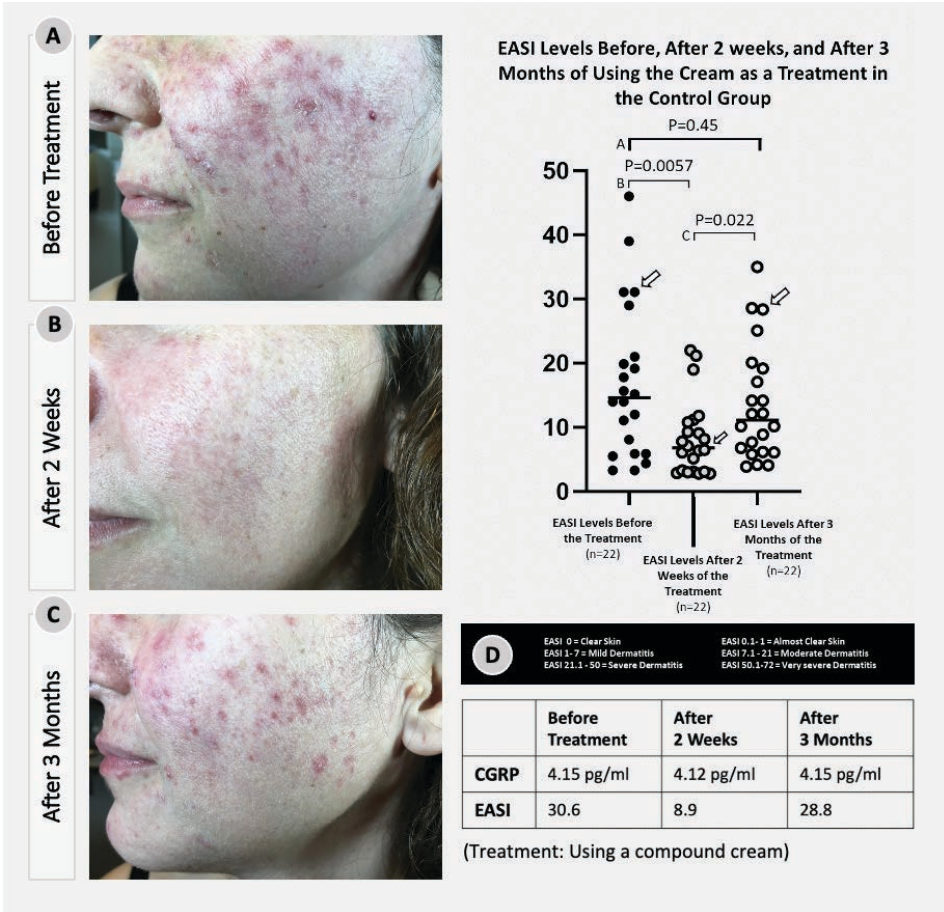 A
Before Treatment
B
After 2 Weeks
C
After 3 Months
EASI Levels Before, After 2 weeks, and After 3
Months of Using the Cream as a Treatment in
the Control Group
P=0.45
A
P=0.0057
B
P=0.022
C
50
40
30
20
10
0
EASI Levels Before
the Treatment
(n=22)
EASI Levels After 2
Weeks of the
Treatment
(n=22)
EASI Levels After 3
Months of the
Treatment
(n=22)
D
EASI 0 = Clear Skin
EASI 1- 7 = Mild Dermatitis
EASI 21.1 - 50 = Severe Dermatitis
EASI 0.1- 1 = Almost Clear Skin
EASI 7.1 - 21 = Moderate Dermatitis
EASI 50.1-72 = Very severe Dermatitis
Before Treatment After 2 Weeks After 3 Months
CGRP 4.15 pg/ml 4.12 pg/ml 4.15 pg/ml
EASI 30.6 8.9 28.8
(Treatment: Using a compound cream)